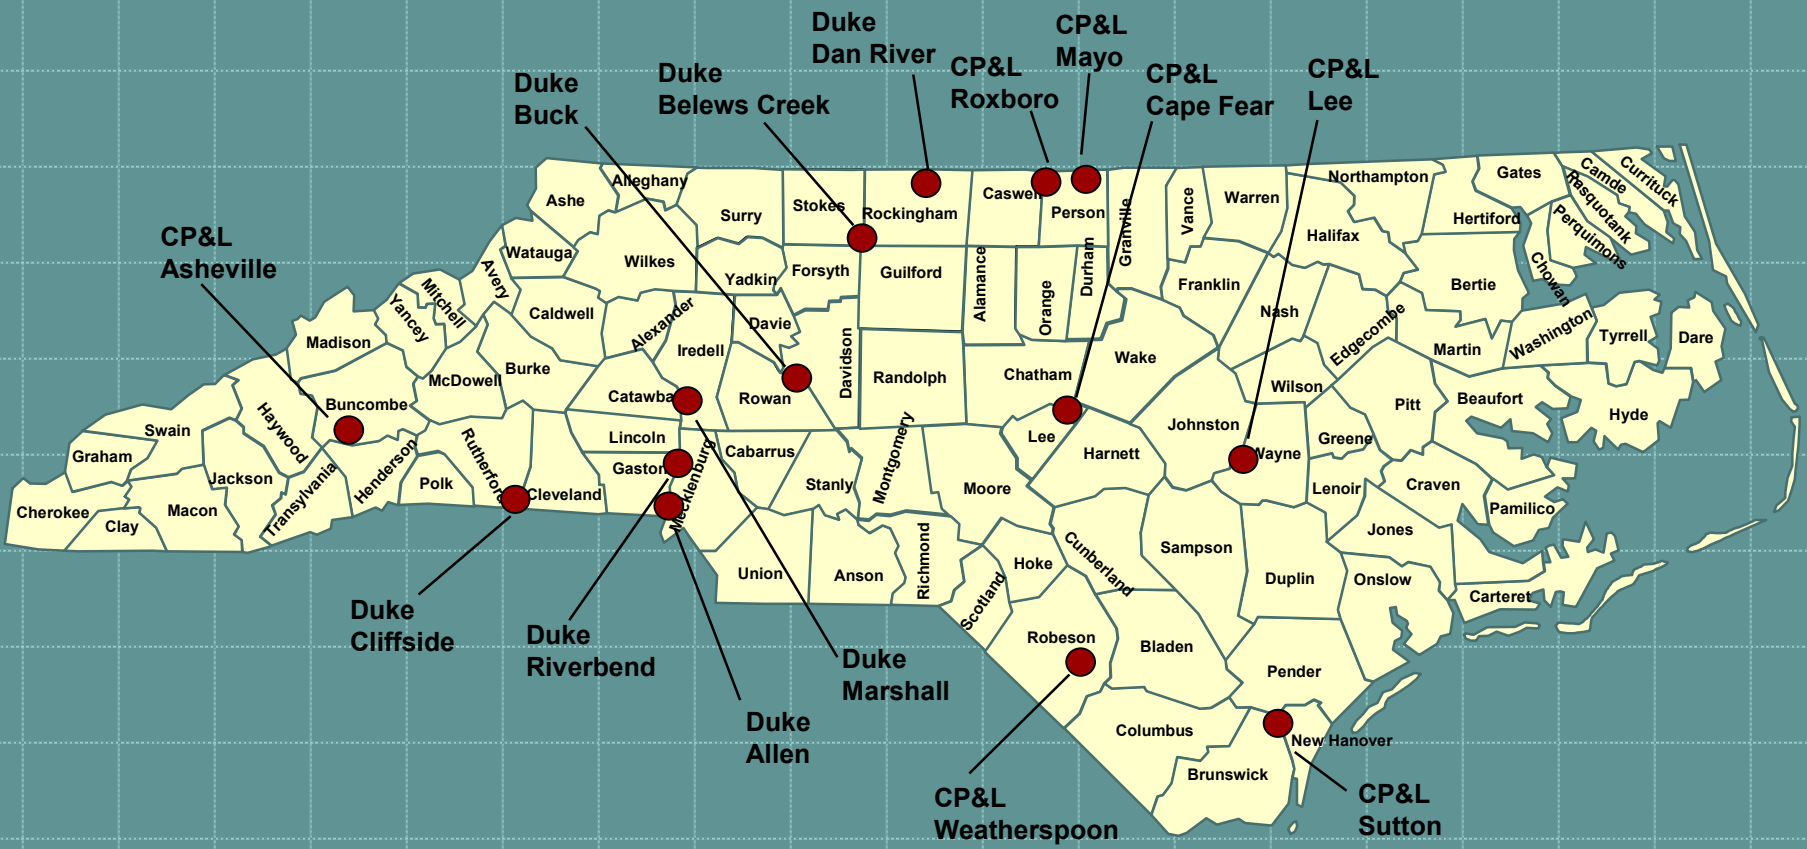 Duke
Dan River
CP&L
Mayo
Duke
Buck
Duke
Belews Creek
CP&L
Roxboro
CP&L
Cape Fear
CP&L
Lee
CP&L
Asheville
Ashe
Alleghany
Surry
Stokes
Rockingham
Caswell
Person
Granville
Vance
Warren
Northampton
Gates
Camde
Currituck
Pasquotank
Perquimons
Hertiford
Halifax
Watauga
Wilkes
Yadkin
Forsyth
Guilford
Alamance
Orange
Durham
Franklin
Nash
Edgecombe
Bertie
Chowan
Avery
Mitchell
Yancey
Madison
Caldwell
Alexander
Iredell
Davie
Davidson
Randolph
Chatham
Wake
Wilson
Martin
Washington
Tyrrell
Dare
Burke
McDowell
Buncombe
Haywood
Swain
Graham
Cherokee
Clay
Macon
Jackson
Transylvania
Henderson
Polk
Rutherford
Cleveland
Catawba
Lincoln
Gaston
Mecklenburg
Rowan
Cabarrus
Stanly
Montgomery
Moore
Lee
Harnett
Johnston
Wayne
Greene
Pitt
Beaufort
Hyde
Lenoir
Craven
Pamilico
Jones
Union
Anson
Richmond
Scotland
Hoke
Cunberland
Sampson
Duplin
Onslow
Carteret
Robeson
Bladen
Pender
Columbus
New Hanover
Brunswick
Duke
Cliffside
Duke
Riverbend
Duke
Marshall
Duke
Allen
CP&L
Weatherspoon
CP&L
Sutton